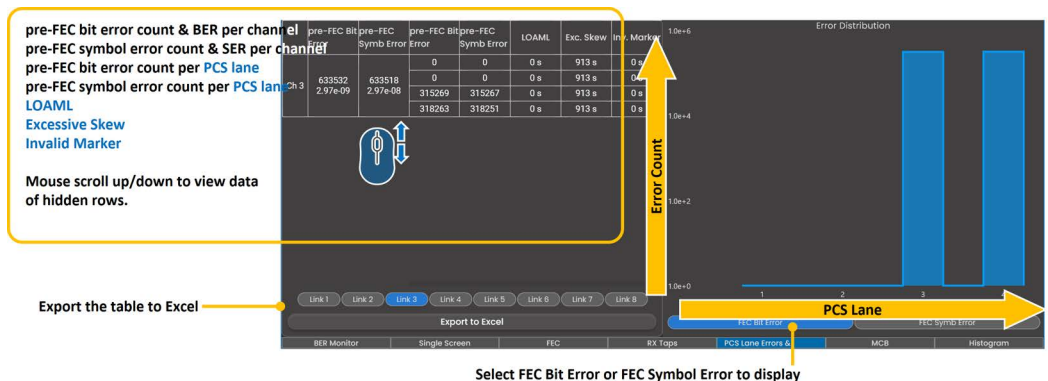 pre-FEC bit error count & BER per channel
pre-FEC symbol error count & SER per channel
pre-FEC bit error count per PCS lane
pre-FEC symbol error count per PCS lane
LOAML
Excessive Skew
Invalid Marker
Mouse scroll up/down to view data
of hidden rows.
Export the table to Excel
pre-FEC Bit Error pre-FEC Symb Error pre-FEC Bit Error pre-FEC Symb Error LOAML Exc. Skew Inv. Marker
Ch 3 633532 2.97e-09 633518 2.97e-08
0 0 0 s 913 s 0 s
0 0 0 s 913 s 0 s
315269 315267 0 s 913 s 0 s
318263 318251 0 s 913 s 0 s
Link 1 Link 2 Link 3 Link 4 Link 5 Link 6 Link 7 Link 8
Export to Excel
Error Distribution
1.0e+6
1.0e+4
1.0e+2
1.0e+0
Error Count
1 2 3
PCS Lane
FEC Bit Error FEC Symb Error
BER Monitor Single Screen FEC RX Taps PCS Lane Errors & MCB Histogram
Select FEC Bit Error or FEC Symbol Error to display